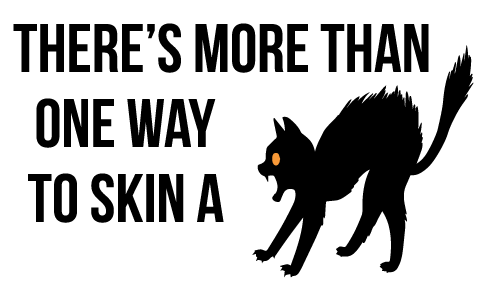 THERE'S MORE THAN
ONE WAY
TO SKIN A